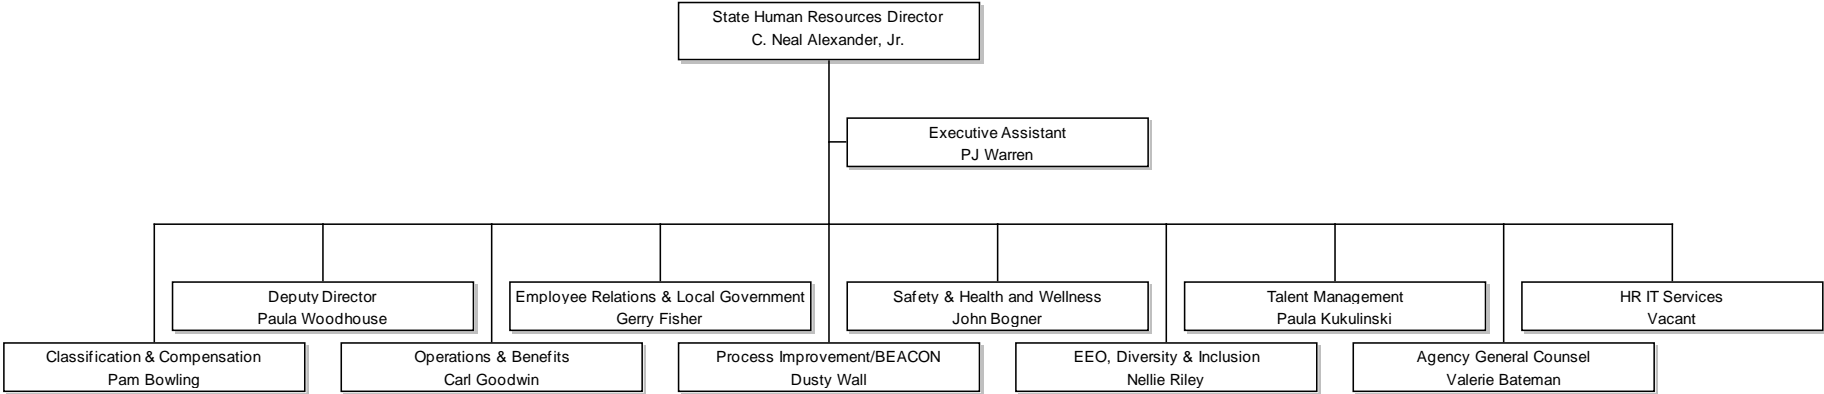 State Human Resources Director
C. Neal Alexander, Jr.
Executive Assistant
PJ Warren
Deputy Director
Paula Woodhouse
Employee Relations & Local Government
Gerry Fisher
Safety & Health and Wellness
John Bogner
Talent Management
Paula Kukulinski
HR IT Services
Vacant
Classification & Compensation
Pam Bowling
Operations & Benefits
Carl Goodwin
Process Improvement/BEACON
Dusty Wall
EEO, Diversity & Inclusion
Nellie Riley
Agency General Counsel
Valerie Bateman